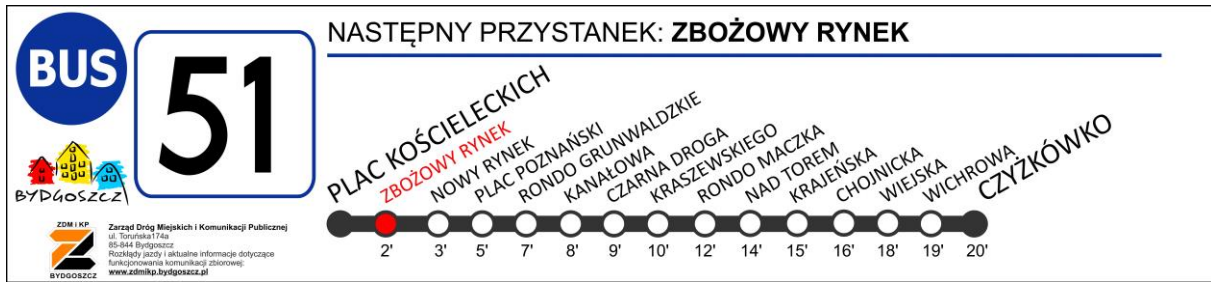 BUS
51
BYDGOSZCZ
ZDM i KP
BYDGOSZCZ
Zarząd Dróg Miejskich i Komunikacji Publicznej
ul. Toruńska174a
85-844 Bydgoszcz
Rozkłady jazdy i aktualne informacje dotyczące
funkcjonowania komunikacji zbiorowej:
www.zdmikp.bydgoszcz.pl
NASTĘPNY PRZYSTANEK: ZBOŻOWY RYNEK
PLAC KOŚCIELECKICH
ZBOŻOWY RYNEK
NOWY RYNEK
PLAC POZNAŃSKI
RONDO GRUNWALDZKIE
KANAŁOWA
CZARNA DROGA
KRASZEWSKIEGO
RONDO MACZKA
NAD TOREM
KRAJEŃSKA
CHOJNICKA
WIEJSKA
WICHROWA
CZYŻKÓWKO
2' 3' 5' 7' 8' 9' 10' 12' 14' 15' 16' 18' 19' 20'